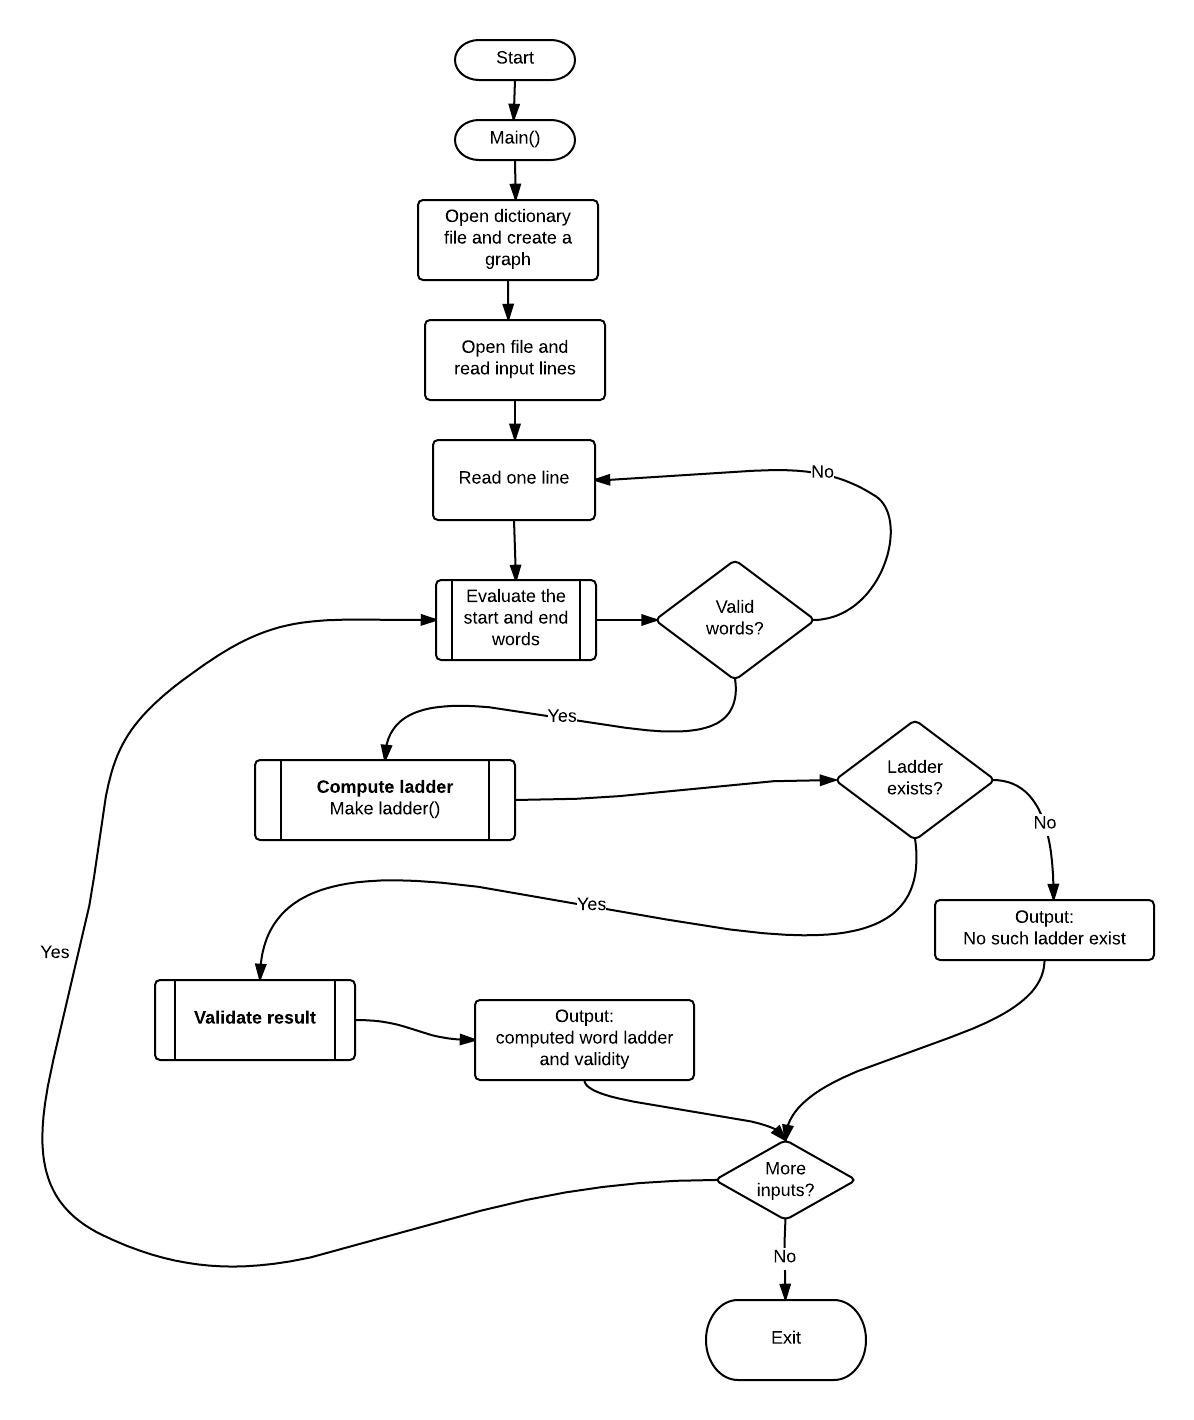 Start
Main()
Open dictionary
file and create a
graph
Open file and
read input lines
Read one line
No
Evaluate the
start and end
words
Valid
words?
Yes
Compute ladder
Make ladder()
Ladder
exists?
No
Yes
Output:
No such ladder exist
Yes
Validate result
Output:
computed word ladder
and validity
More
inputs?
No
Exit